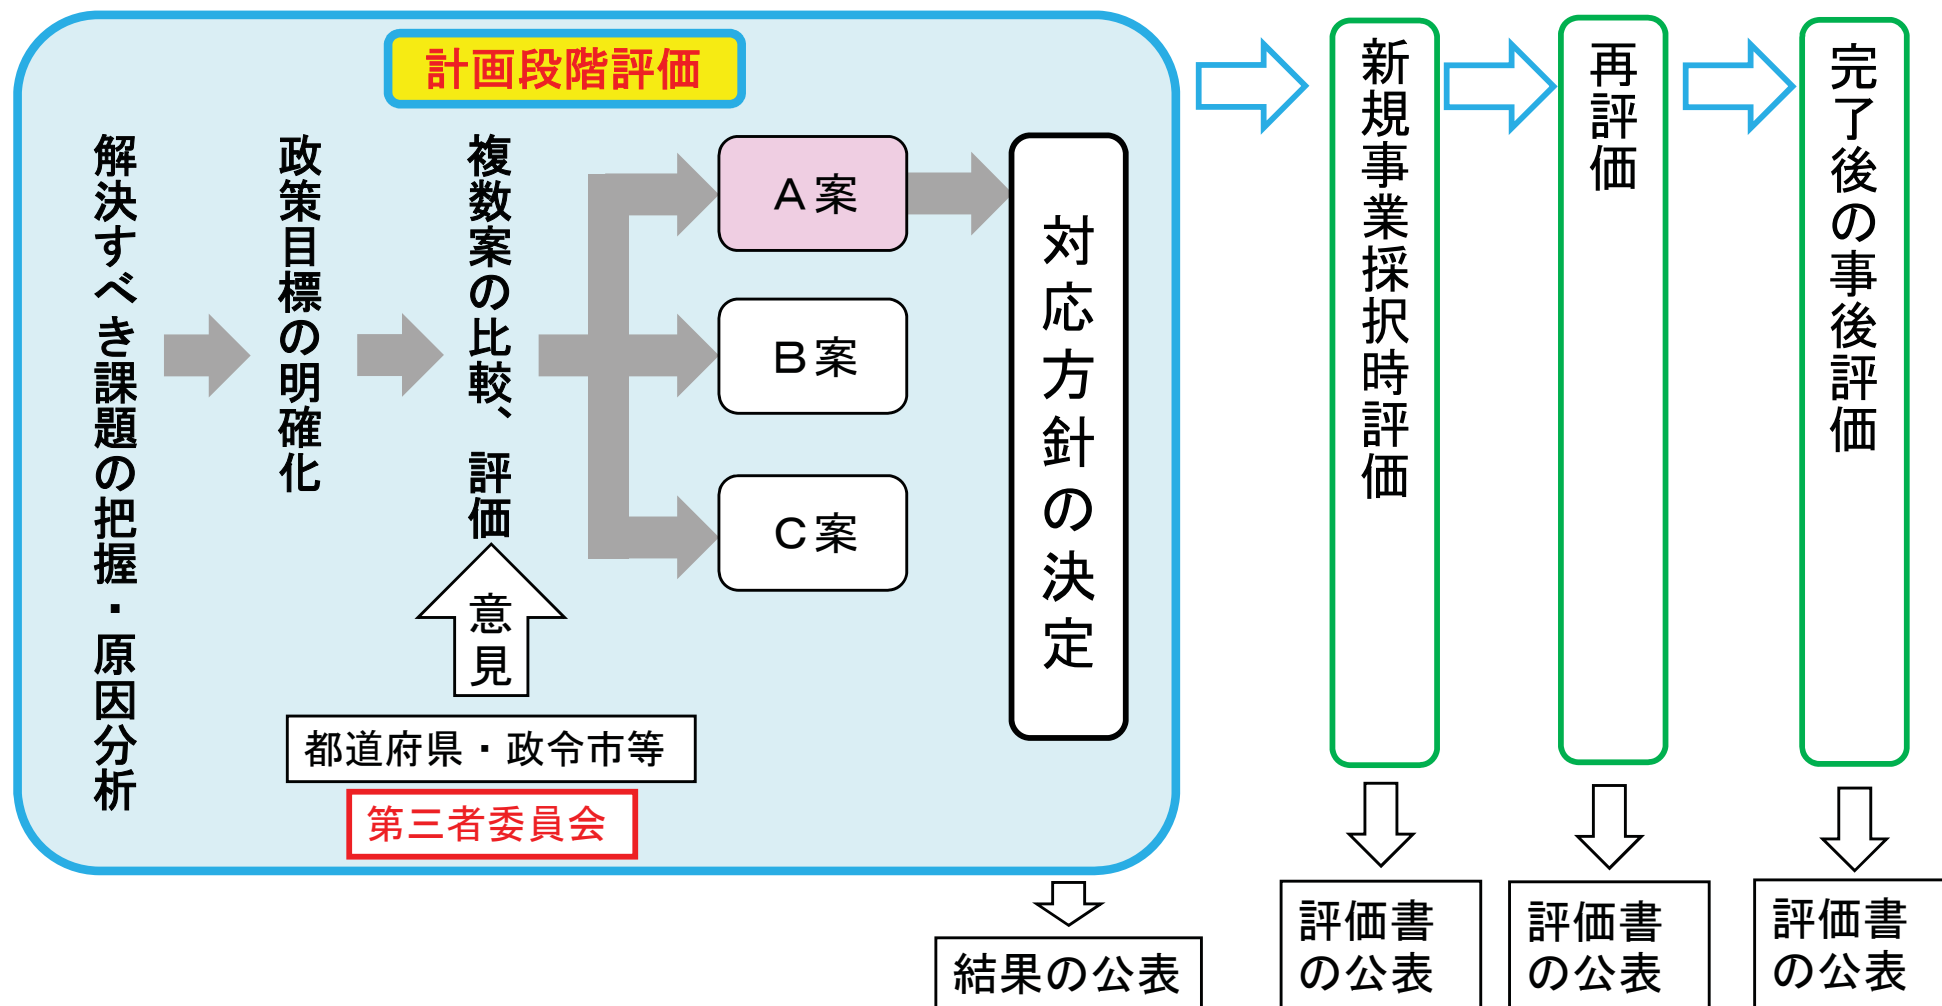 計画段階評価
解決すべき課題の把握・原因分析
政策目標の明確化
複数案の比較、評価
A案
B案
C案
対応方針の決定
意見
都道府県・政令市等
第三者委員会
結果の公表
新規事業採択時評価
評価書
の公表
再評価
評価書
の公表
完了後の事後評価
評価書
の公表